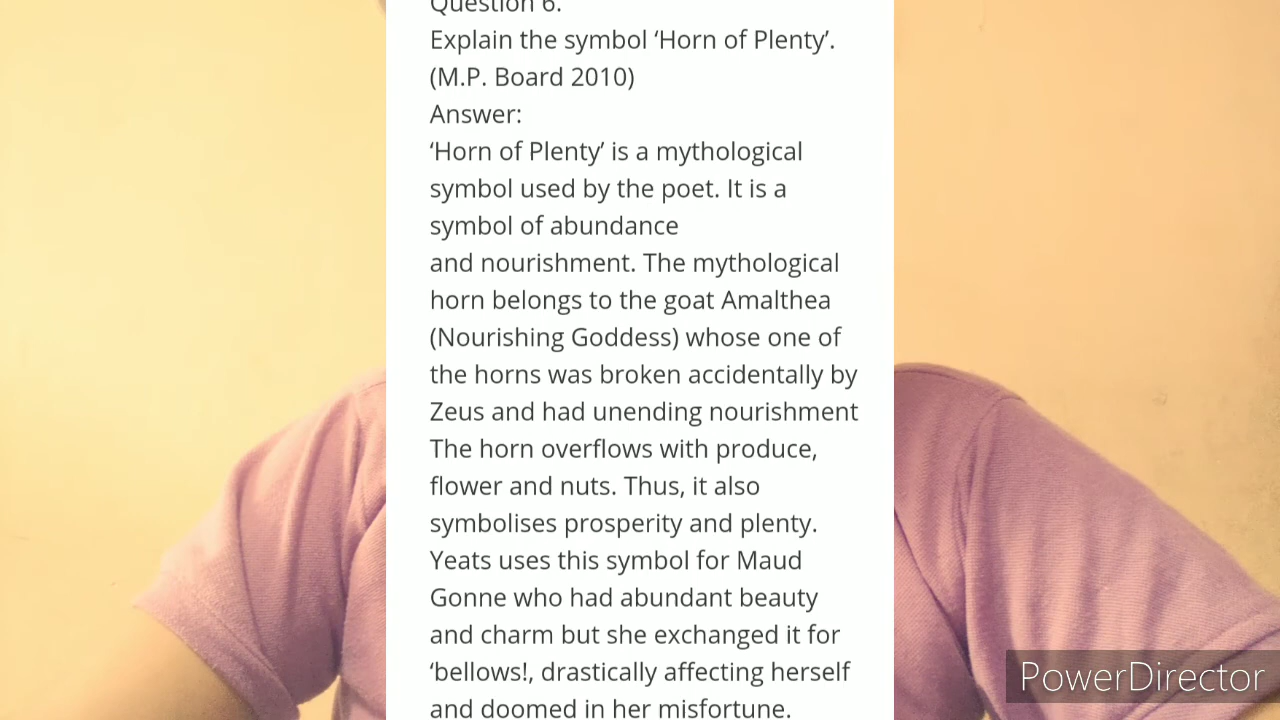 Question 6.
Explain the symbol ‘Horn of Plenty’.
(M.P. Board 2010)
Answer:
‘Horn of Plenty’ is a mythological
symbol used by the poet. It is a
symbol of abundance
and nourishment. The mythological
horn belongs to the goat Amalthea
(Nourishing Goddess) whose one of
the horns was broken accidentally by
Zeus and had unending nourishment
The horn overflows with produce,
flower and nuts. Thus, it also
symbolises prosperity and plenty.
Yeats uses this symbol for Maud
Gonne who had abundant beauty
and charm but she exchanged it for
‘bellows!, drastically affecting herself
and doomed in her misfortune.
PowerDirector